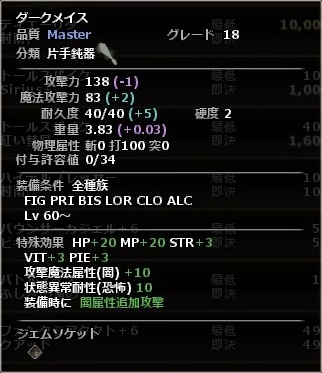 ダークメイス
品質 Master グレード 18
分類 片手鈍器
攻撃力 138 (-1)
魔法攻撃力 83 (+2)
耐久度 40/40 (+5) 硬度 2
重量 3.83 (+0.03)
物理属性 斬0 打100 突0
付与許容値 0/34
装備条件 全種族
FIG PRI BIS LOR CLO ALC
Lv 60～
特殊効果 HP+20 MP+20 STR+3
VIT+3 PIE+3
攻撃魔法属性(闇) +10
状態異常耐性(恐怖) 10
装備時に 闇属性追加攻撃
ジェムソケット